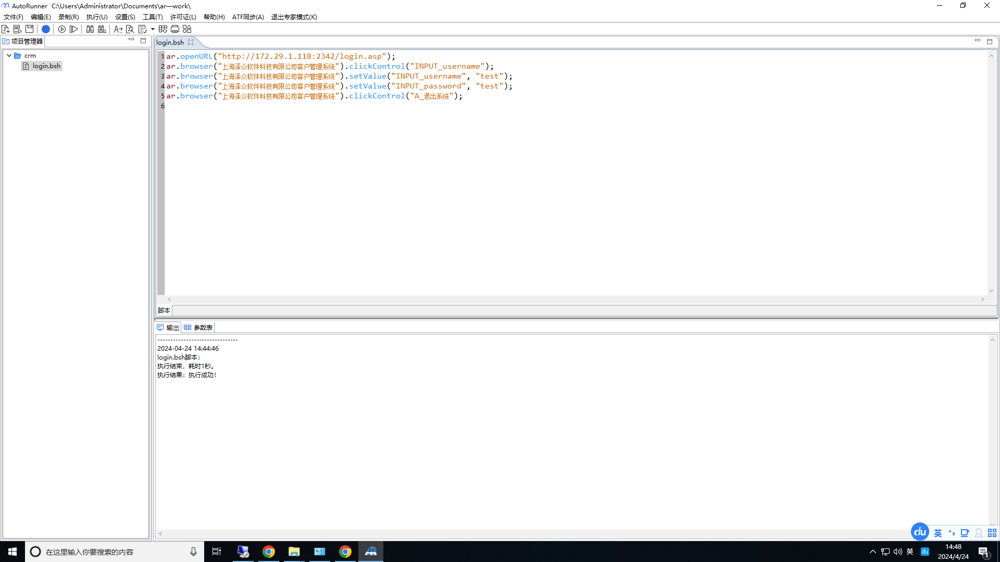 AutoRunner C:\Users\Administrator\Documents\ar—work\
文件(F) 编辑(E) 录制(R) 执行(U) 设置(S) 工具(T) 许可证(L) 帮助(H) ATF同步(A) 退出专家模式(K)
项目管理器
crm
login.bsh
login.bsh
1 ar.openURL("http://172.29.1.118:2342/login.asp");
2 ar.browser("上海泽众软件科技有限公司客户管理系统").clickControl("INPUT_username");
3 ar.browser("上海泽众软件科技有限公司客户管理系统").setValue("INPUT_username", "test");
4 ar.browser("上海泽众软件科技有限公司客户管理系统").setValue("INPUT_password", "test");
5 ar.browser("上海泽众软件科技有限公司客户管理系统").clickControl("A_退出系统");
6
脚本
输出 参数表
-------------------------------
2024-04-24 14:44:46
login.bsh脚本：
执行结束，耗时1秒。
执行结果：执行成功！
du 英
在这里输入你要搜索的内容
AR
英 du
14:48
2024/4/24
1